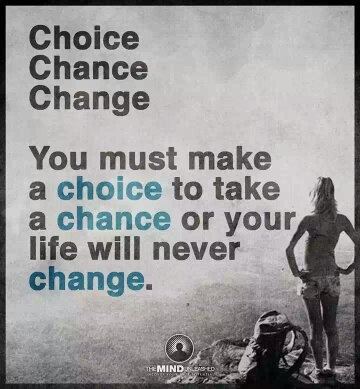 Choice
Chance
Change
You must make
a choice to take
a chance or your
life will never
change.
THE MIND UNLEASHED